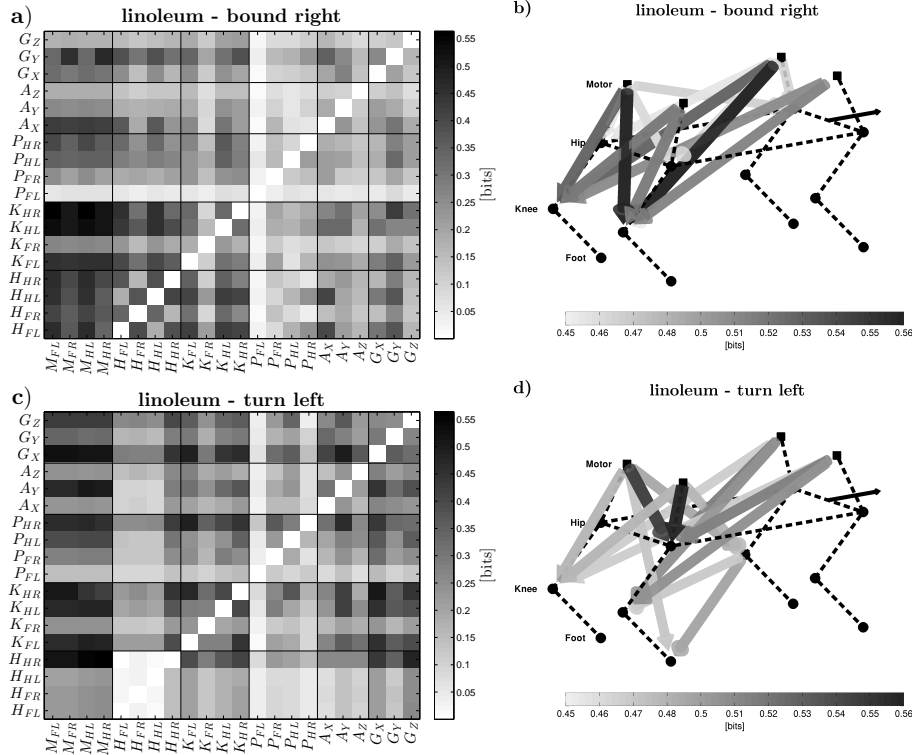 a)
linoleum - bound right
G_Z
G_Y
G_X
A_Z
A_Y
A_X
P_HR
P_HL
P_FR
P_FL
K_HR
K_HL
K_FR
K_FL
H_HR
H_HL
H_FR
H_FL
M_FL M_FR M_HL M_HR H_FL H_FR H_HL H_HR K_FL K_FR K_HL K_HR P_FL P_FR P_HL P_HR A_X A_Y A_Z G_X G_Y G_Z
0.55
0.5
0.45
0.4
0.35
0.3
0.25
0.2
0.15
0.1
0.05
[bits]
b)
linoleum - bound right
Motor
Hip
Knee
Foot
0.45 0.46 0.48 0.49 0.5 0.51 0.53 0.54 0.55 0.56
[bits]
c)
linoleum - turn left
G_Z
G_Y
G_X
A_Z
A_Y
A_X
P_HR
P_HL
P_FR
P_FL
K_HR
K_HL
K_FR
K_FL
H_HR
H_HL
H_FR
H_FL
M_FL M_FR M_HL M_HR H_FL H_FR H_HL H_HR K_FL K_FR K_HL K_HR P_FL P_FR P_HL P_HR A_X A_Y A_Z G_X G_Y G_Z
0.55
0.5
0.45
0.4
0.35
0.3
0.25
0.2
0.15
0.1
0.05
[bits]
d)
linoleum - turn left
Motor
Hip
Knee
Foot
0.45 0.46 0.48 0.49 0.5 0.51 0.53 0.54 0.55 0.56
[bits]